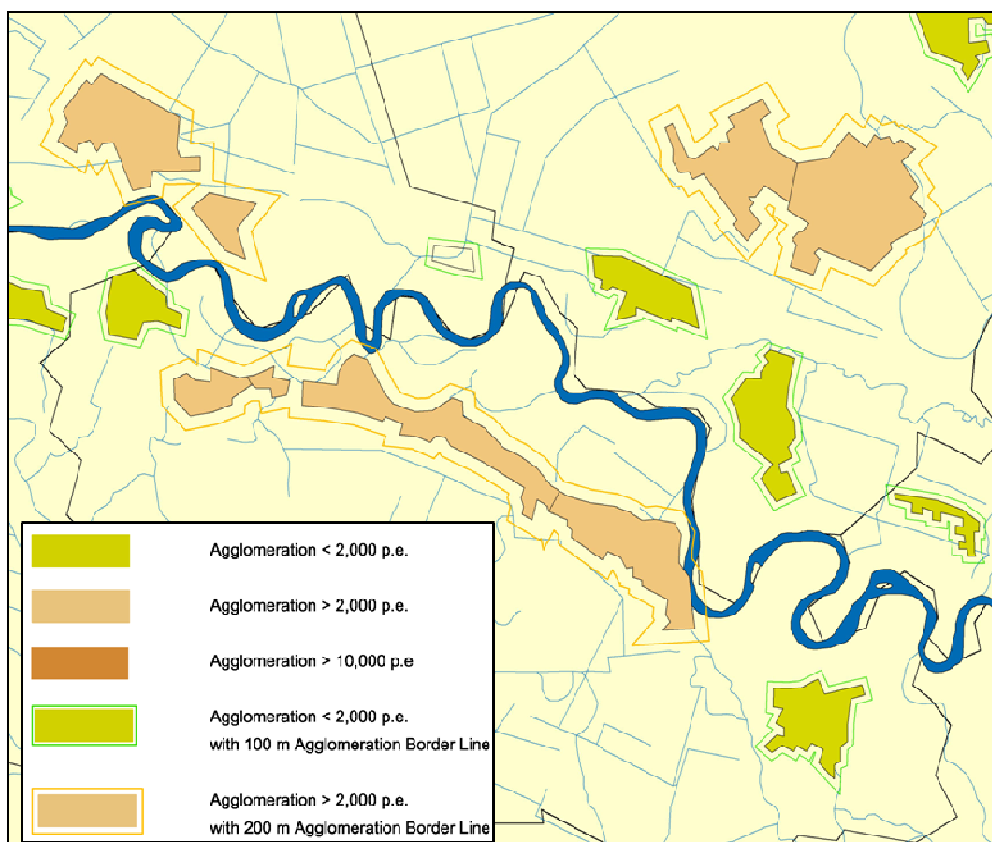 Agglomeration < 2,000 p.e.
Agglomeration > 2,000 p.e.
Agglomeration > 10,000 p.e
Agglomeration < 2,000 p.e.
with 100 m Agglomeration Border Line
Agglomeration > 2,000 p.e.
with 200 m Agglomeration Border Line